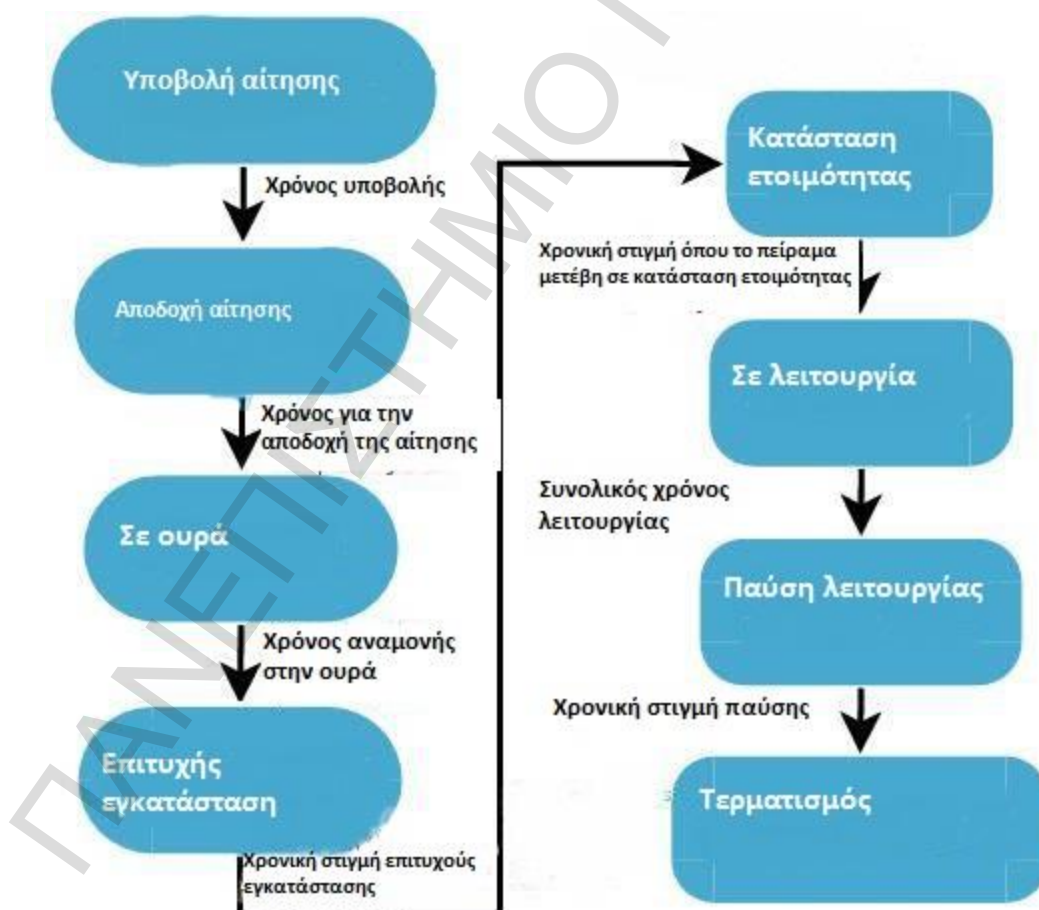 Υποβολή αίτησης
Χρόνος υποβολής
Αποδοχή αίτησης
Χρόνος για την
αποδοχή της αίτησης
Σε ουρά
Χρόνος αναμονής
στην ουρά
Επιτυχής
εγκατάσταση
Χρονική στιγμή επιτυχούς
εγκατάστασης
Κατάσταση
ετοιμότητας
Χρονική στιγμή όπου το πείραμα
μετέβη σε κατάσταση ετοιμότητας
Σε λειτουργία
Συνολικός χρόνος
λειτουργίας
Παύση λειτουργίας
Χρονική στιγμή παύσης
Τερματισμός
ΠΑΝΕΠΙΣΤΗΜΙΟ